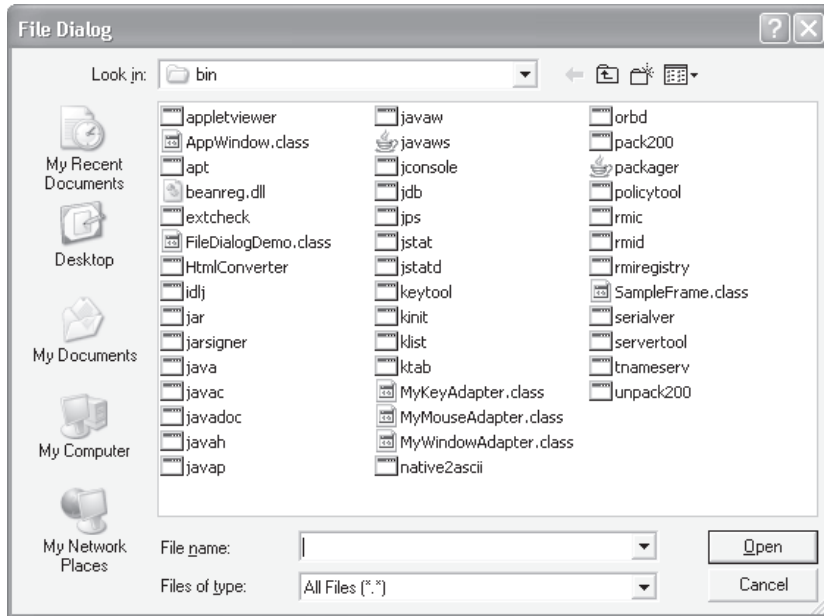 File Dialog
Look in:
bin
My Recent
Documents
Desktop
My Documents
My Computer
My Network
Places
appletviewer
AppWindow.class
apt
beanreg.dll
extcheck
FileDialogDemo.class
HtmlConverter
idlj
jar
jarsigner
java
javac
javadoc
javah
javap
javaw
javaws
jconsole
jdb
jps
jstat
jstatd
keytool
kinit
klist
ktab
MyKeyAdapter.class
MyMouseAdapter.class
MyWindowAdapter.class
native2ascii
orbd
pack200
packager
policytool
rmic
rmid
rmiregistry
SampleFrame.class
serialver
servertool
tnameserv
unpack200
File name:
Open
Files of type:
All Files (*.*)
Cancel